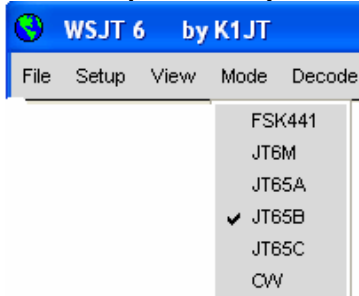 WSJT 6 by K1JT
File Setup View Mode Decode
FSK441
JT6M
JT65A
JT65B
JT65C
CW